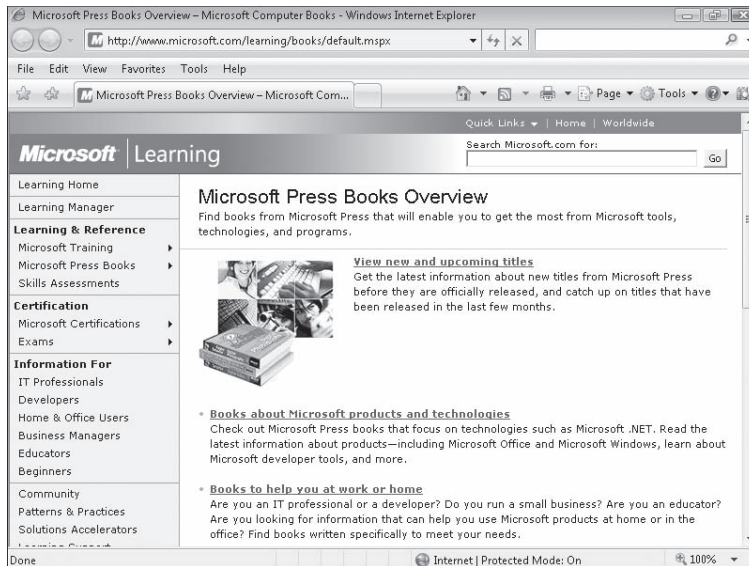 Microsoft Press Books Overview – Microsoft Computer Books - Windows Internet Explorer
http://www.microsoft.com/learning/books/default.mspx
File Edit View Favorites Tools Help
Microsoft Press Books Overview – Microsoft Com...
Page Tools
Quick Links | Home | Worldwide
Microsoft Learning
Search Microsoft.com for:
Go
Learning Home
Learning Manager
Learning & Reference
Microsoft Training
Microsoft Press Books
Skills Assessments
Certification
Microsoft Certifications
Exams
Information For
IT Professionals
Developers
Home & Office Users
Business Managers
Educators
Beginners
Community
Patterns & Practices
Solutions Accelerators
Learning Support
Microsoft Press Books Overview
Find books from Microsoft Press that will enable you to get the most from Microsoft tools,
technologies, and programs.
View new and upcoming titles
Get the latest information about new titles from Microsoft Press
before they are officially released, and catch up on titles that have
been released in the last few months.
Books about Microsoft products and technologies
Check out Microsoft Press books that focus on technologies such as Microsoft .NET. Read the
latest information about products—including Microsoft Office and Microsoft Windows, learn about
Microsoft developer tools, and more.
Books to help you at work or home
Are you an IT professional or a developer? Do you run a small business? Are you an educator?
Are you looking for information that can help you use Microsoft products at home or in the
office? Find books written specifically to meet your needs.
Done
Internet | Protected Mode: On
100%